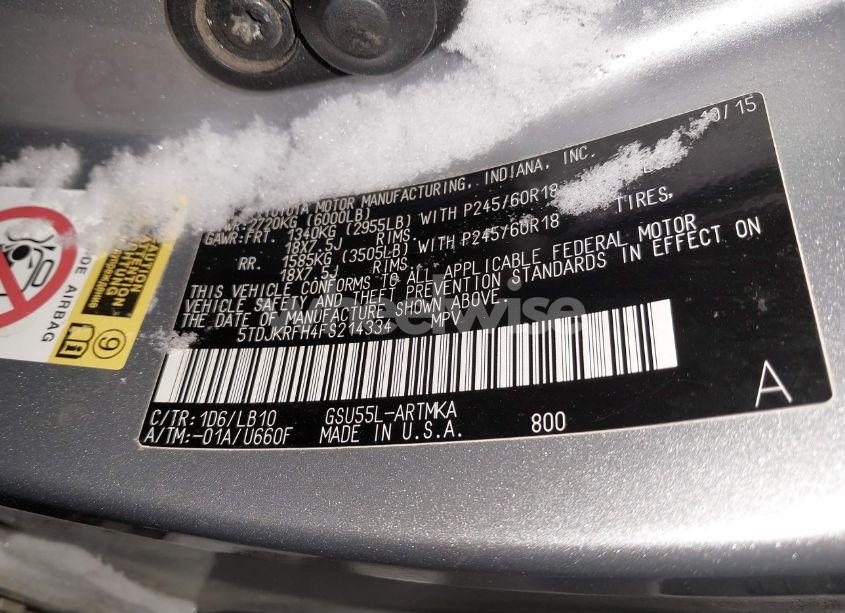 10/15
MOTOR MANUFACTURING, INDIANA, INC.
2720KG (6000LB)
GAWR:FRT. 1340KG (2955LB) WITH P245/60R18 TIRES,
18X7.5J RIMS
RR. 1585KG (3505LB) WITH P245/60R18
18X7.5J RIMS
THIS VEHICLE CONFORMS TO ALL APPLICABLE FEDERAL MOTOR
VEHICLE SAFETY AND THEFT PREVENTION STANDARDS IN EFFECT ON
THE DATE OF MANUFACTURE SHOWN ABOVE.
5TDJKRFH4FS214334 MPV
C/TR:1D6/LB10 GSU55L-ARTMKA
A/TM:-01A/U660F MADE IN U.S.A. 800
A
DE AIRBAG
CAUTION
9